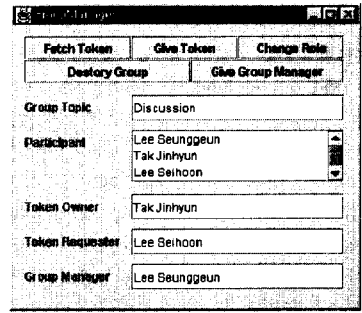 Fetch Token Give Token Change Role
Destory Group Give Group Manager
Group Topic Discussion
Participant Lee Seunggeun
Tak Jinhyun
Lee Seihoon
Token Owner Tak Jinhyun
Token Requester Lee Seihoon
Group Manager Lee Seunggeun